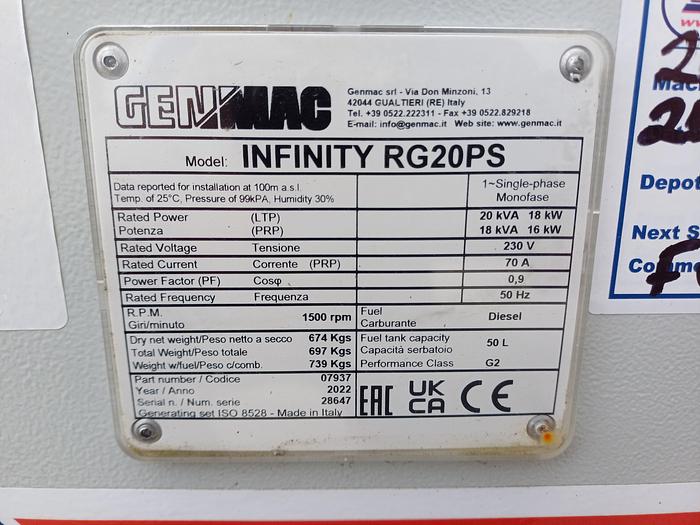 GENMAC
Genmac srl - Via Don Minzoni, 13
42044 GUALTIERI (RE) Italy
Tel. +39 0522.222311 - Fax +39 0522.829218
E-mail: info@genmac.it Web site: www.genmac.it
Model: INFINITY RG20PS
Data reported for installation at 100m a.s.l.
Temp. of 25°C, Pressure of 99kPA, Humidity 30%
1~Single-phase
Monofase
Rated Power (LTP) 20 kVA 18 kW
Potenza (PRP) 18 kVA 16 kW
Rated Voltage Tensione 230 V
Rated Current Corrente (PRP) 70 A
Power Factor (PF) Cosφ 0,9
Rated Frequency Frequenza 50 Hz
R.P.M.
Giri/minuto 1500 rpm
Fuel
Carburante Diesel
Dry net weight/Peso netto a secco 674 Kgs
Total Weight/Peso totale 697 Kgs
Weight w/fuel/Peso c/comb. 739 Kgs
Fuel tank capacity
Capacità serbatoio 50 L
Performance Class G2
Part number / Codice 07937
Year / Anno 2022
Serial n. / Num. serie 28647
Generating set ISO 8528 - Made in Italy
EAC UK CA CE
Depot
Next S